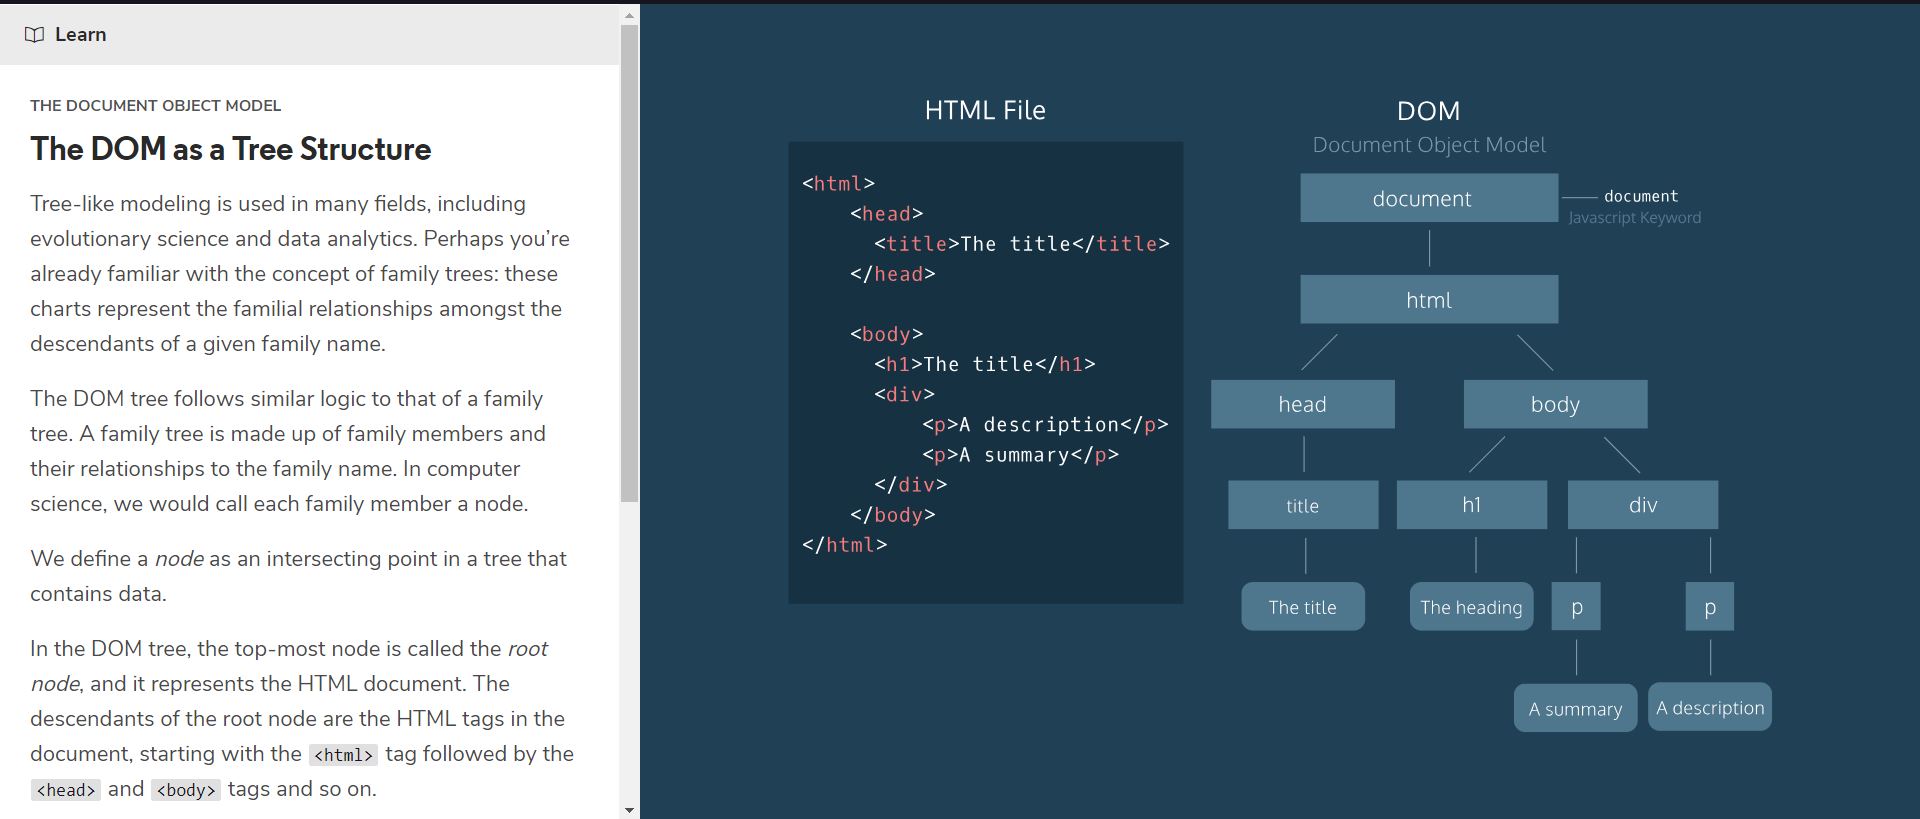 Learn
THE DOCUMENT OBJECT MODEL
The DOM as a Tree Structure
Tree-like modeling is used in many fields, including
evolutionary science and data analytics. Perhaps you’re
already familiar with the concept of family trees: these
charts represent the familial relationships amongst the
descendants of a given family name.
The DOM tree follows similar logic to that of a family
tree. A family tree is made up of family members and
their relationships to the family name. In computer
science, we would call each family member a node.
We define a node as an intersecting point in a tree that
contains data.
In the DOM tree, the top-most node is called the root
node, and it represents the HTML document. The
descendants of the root node are the HTML tags in the
document, starting with the <html> tag followed by the
<head> and <body> tags and so on.
HTML File
<html>
<head>
<title>The title</title>
</head>
<body>
<h1>The title</h1>
<div>
<p>A description</p>
<p>A summary</p>
</div>
</body>
</html>
DOM
Document Object Model
document
document
Javascript Keyword
html
head
body
title
h1
div
The title
The heading
p
p
A summary
A description